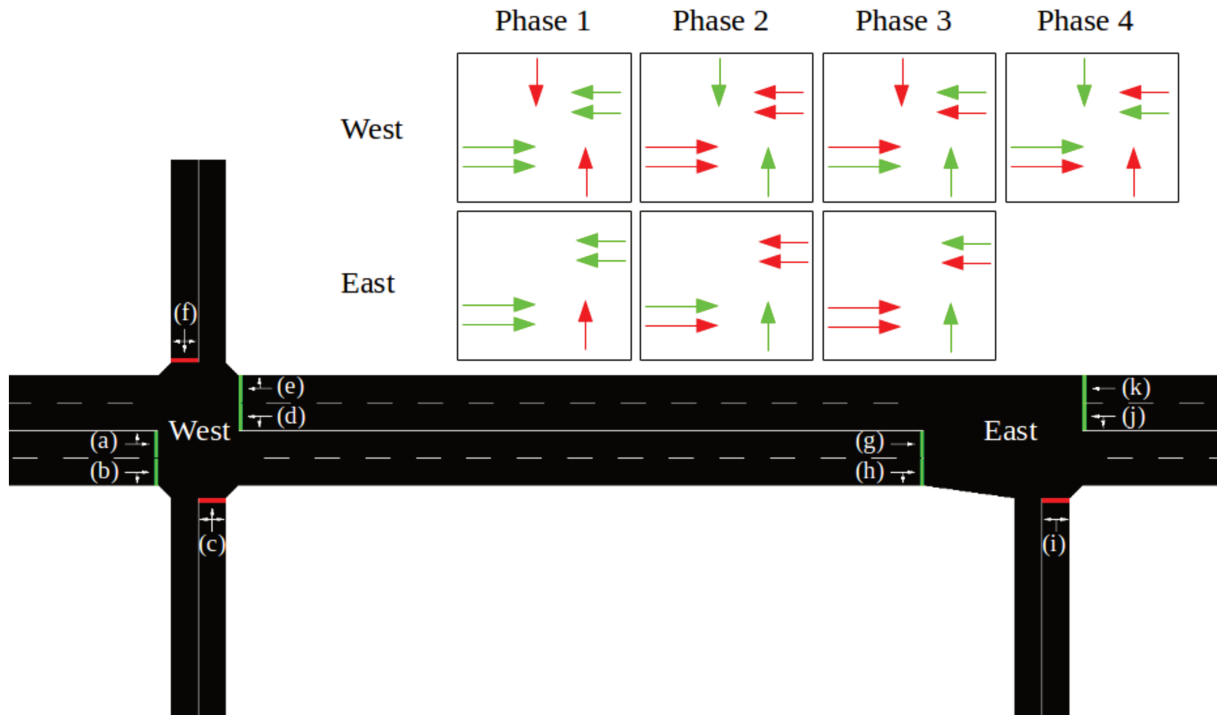 Phase 1 Phase 2 Phase 3 Phase 4
West
East
(f)
(e)
(k)
(d)
(j)
West
East
(a)
(g)
(b)
(h)
(c)
(i)